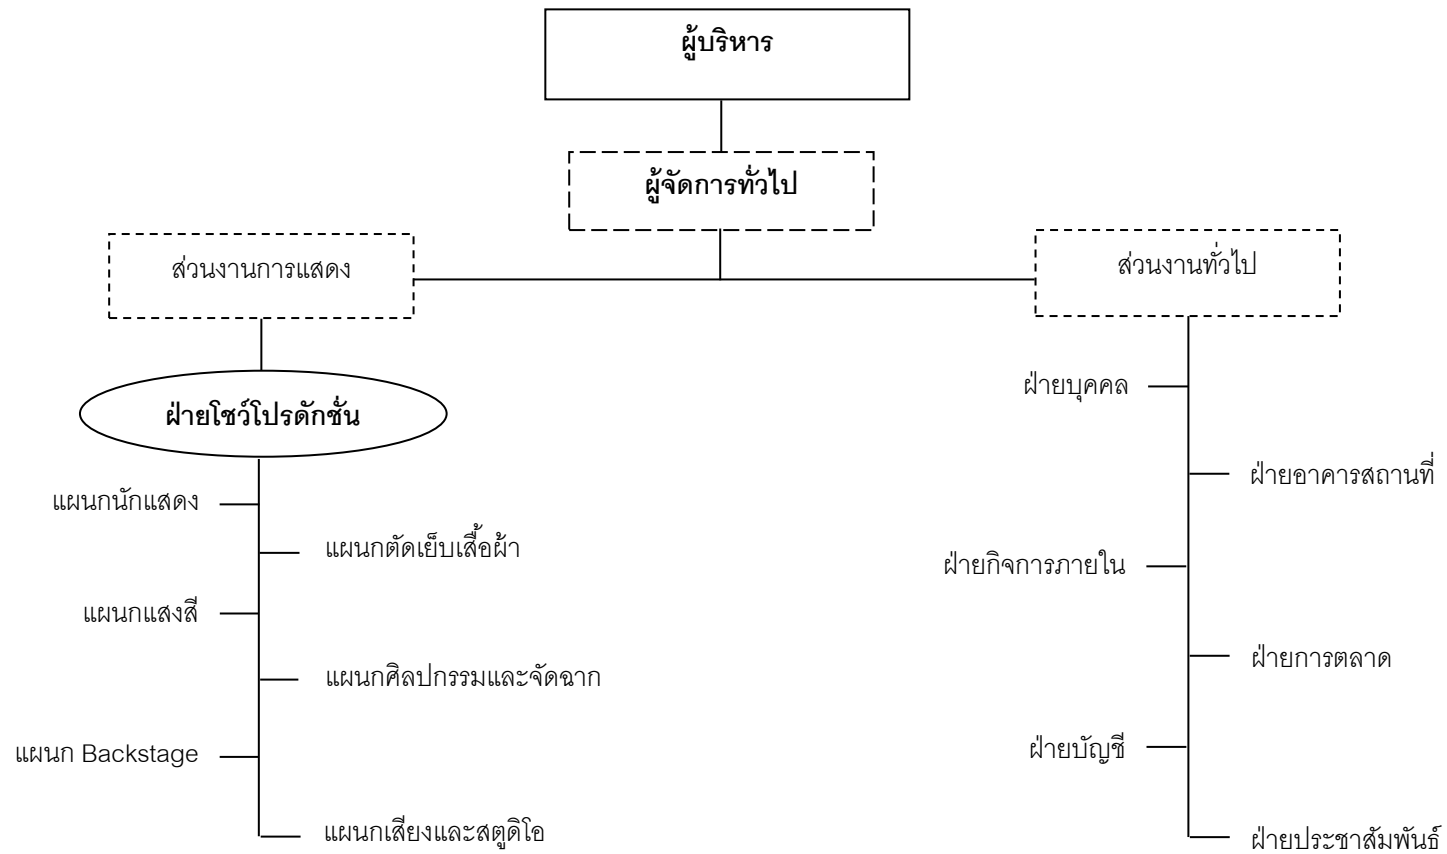 ผู้บริหาร
ผู้จัดการทั่วไป
ส่วนงานการแสดง
ส่วนงานทั่วไป
ฝ่ายโชว์โปรดักชั่น
แผนกนักแสดง
แผนกตัดเย็บเสื้อผ้า
แผนกแสงสี
แผนกศิลปกรรมและจัดฉาก
แผนก Backstage
แผนกเสียงและสตูดิโอ
ฝ่ายบุคคล
ฝ่ายอาคารสถานที่
ฝ่ายกิจการภายใน
ฝ่ายการตลาด
ฝ่ายบัญชี
ฝ่ายประชาสัมพันธ์